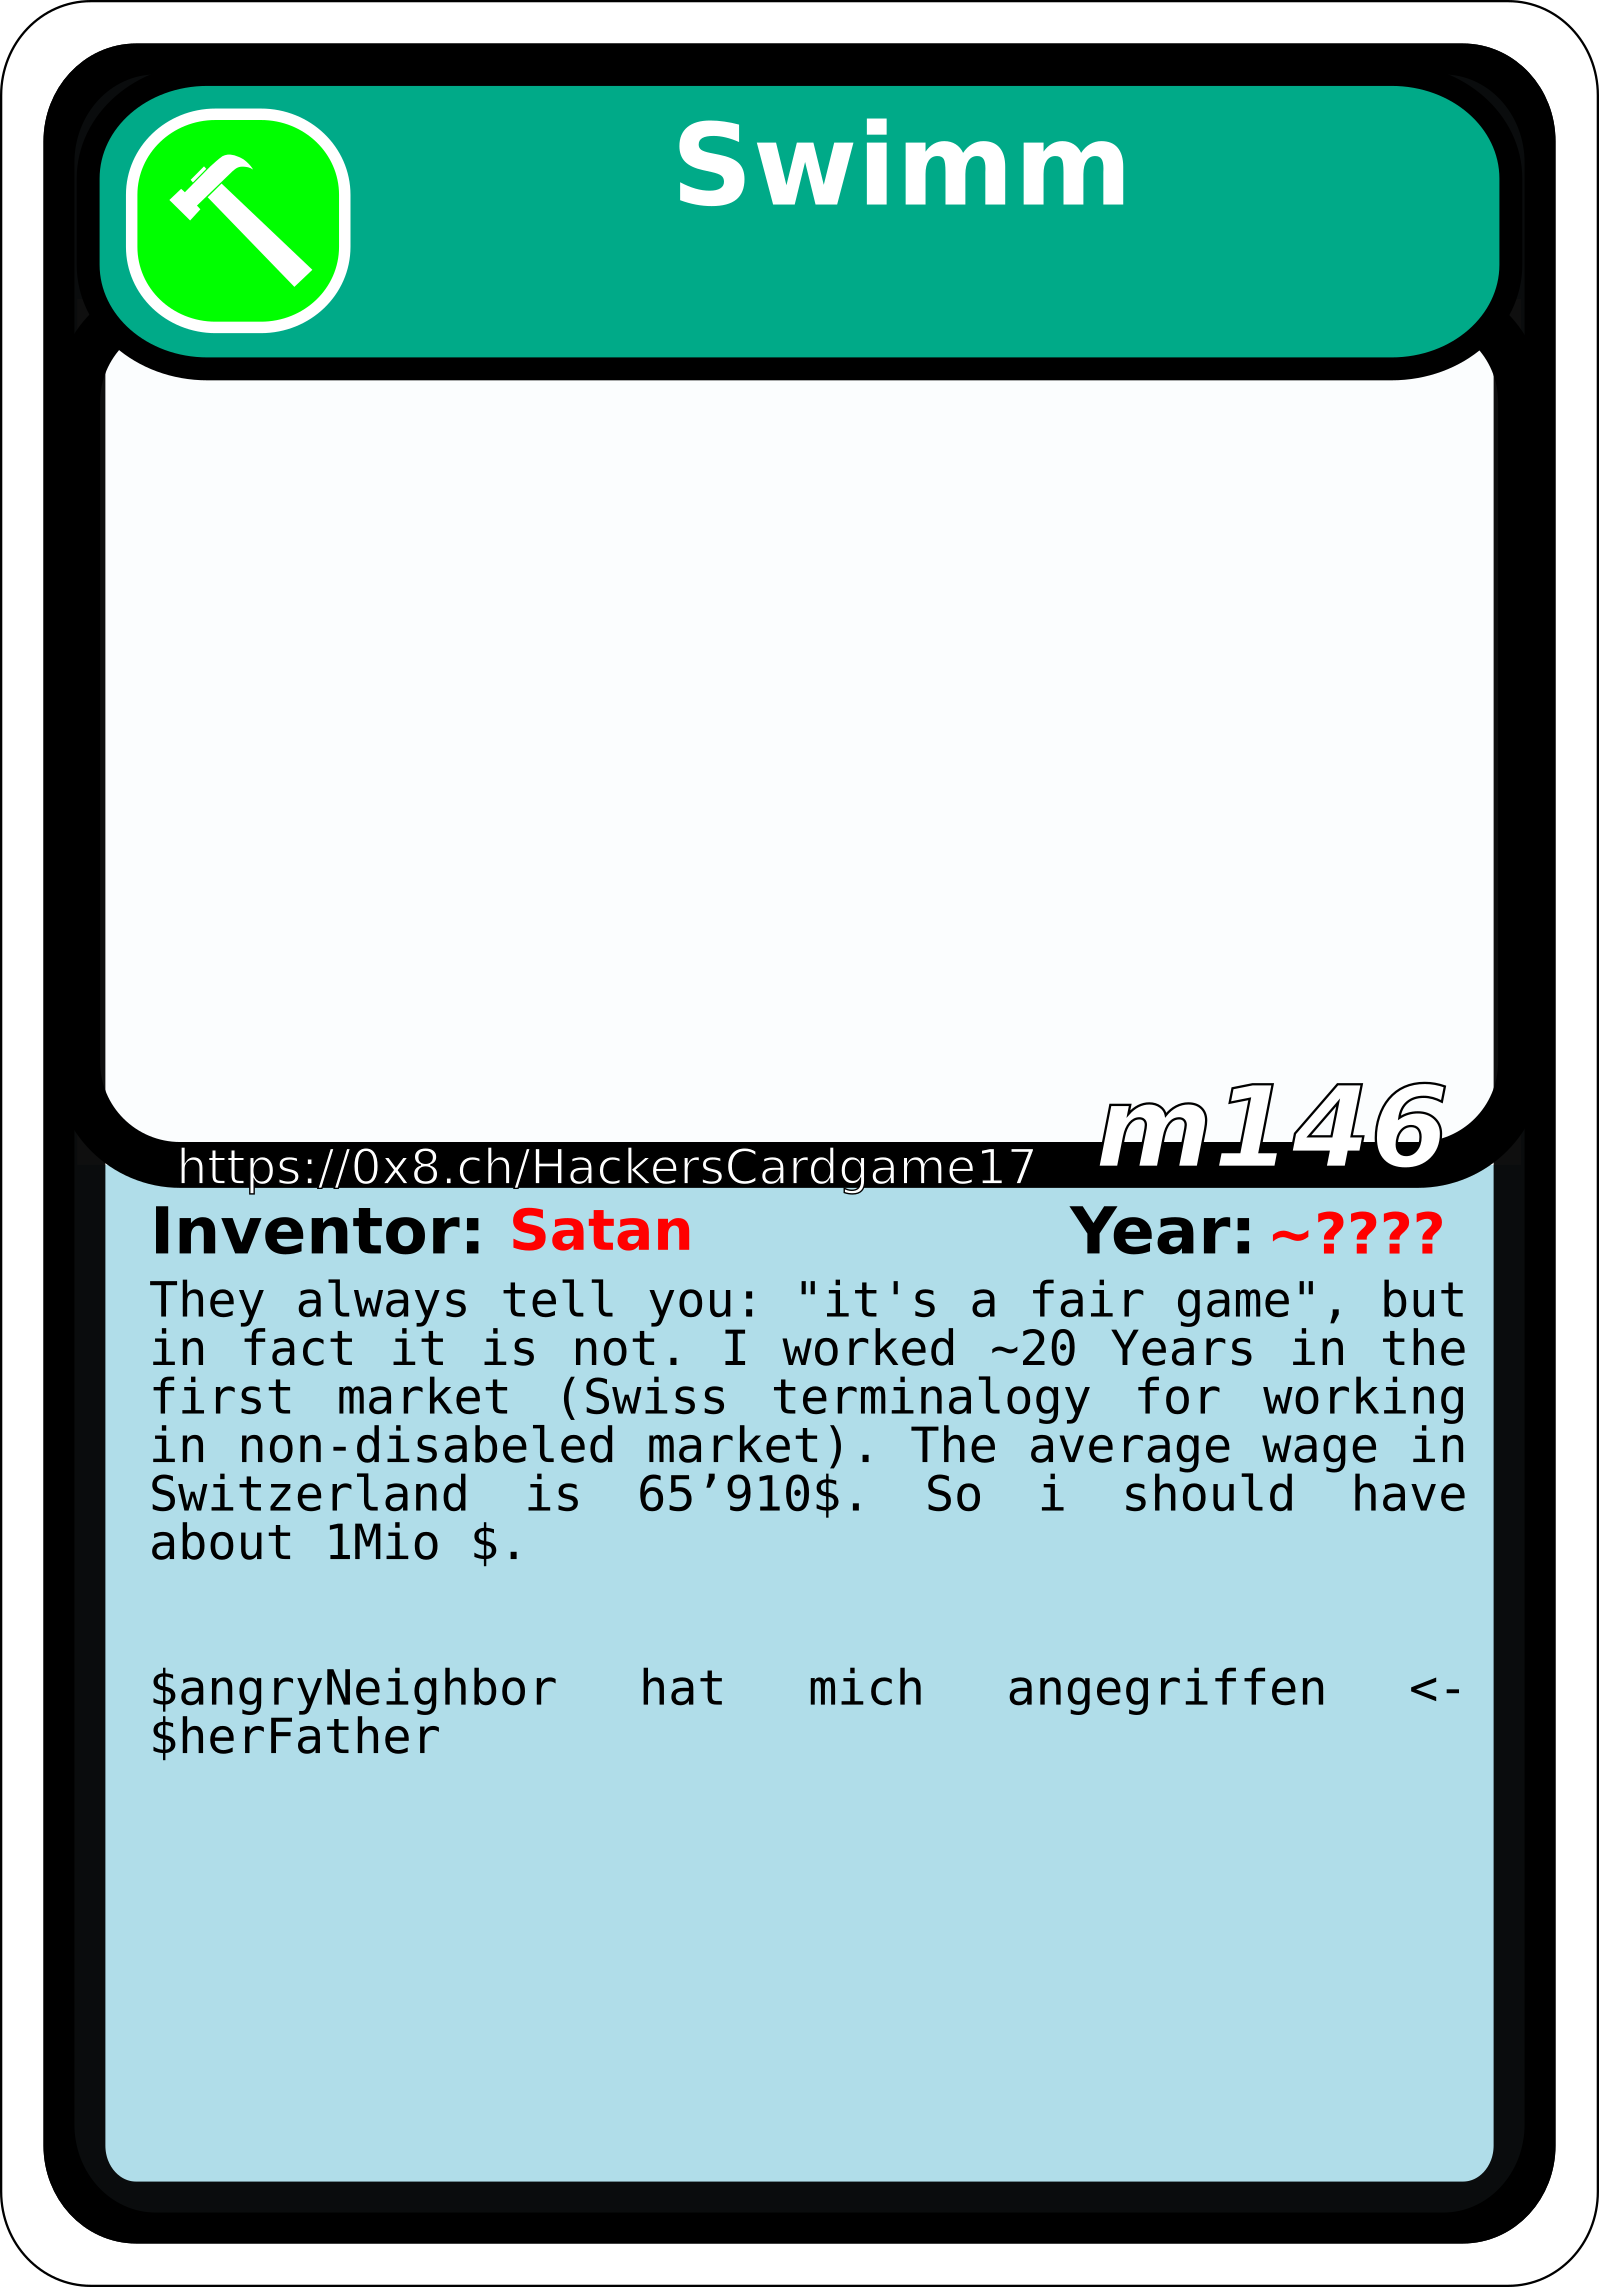 Swimm
m146
https://0x8.ch/HackersCardgame17
Inventor: Satan Year: ~????
They always tell you: "it's a fair game", but
in fact it is not. I worked ~20 Years in the
first market (Swiss terminalogy for working
in non-disabeled market). The average wage in
Switzerland is 65’910$. So i should have
about 1Mio $.
$angryNeighbor hat mich angegriffen <-
$herFather